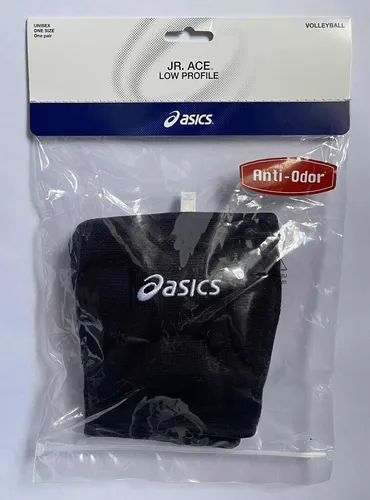 UNISEX
ONE SIZE
One pair
VOLLEYBALL
JR. ACE®
LOW PROFILE
asics®
Anti-Odor
asics